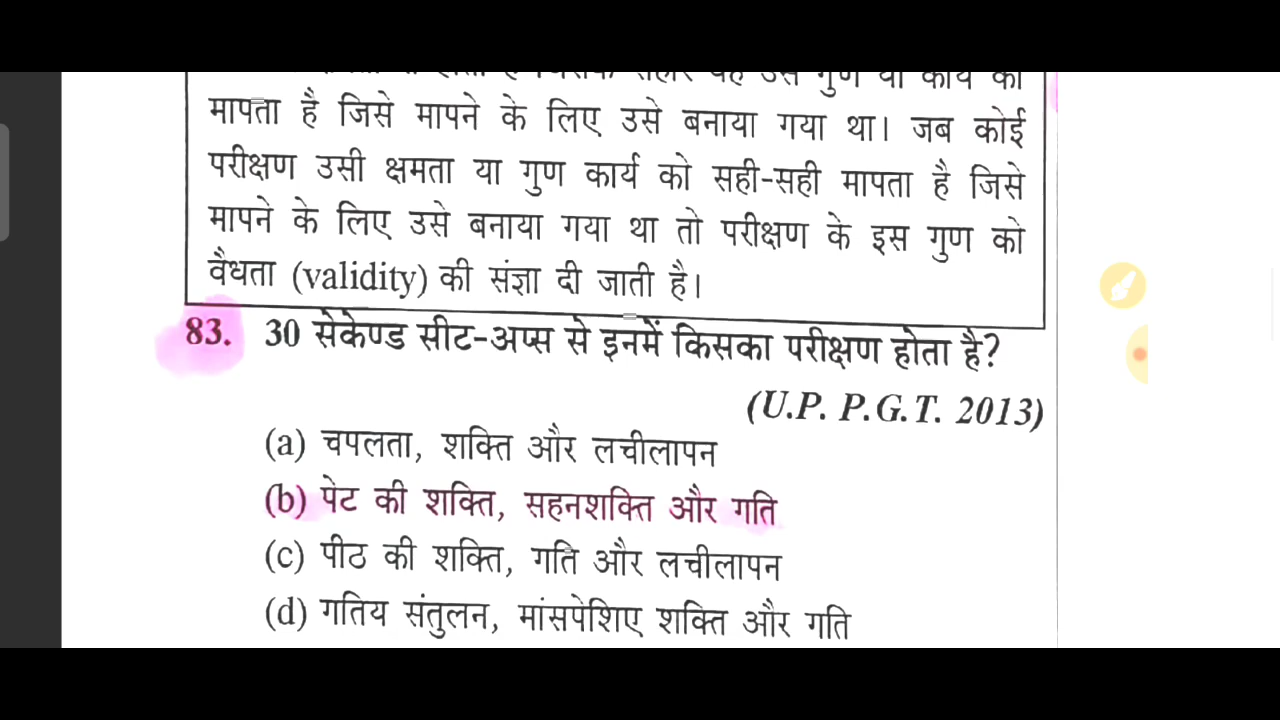 मापता है जिसे मापने के लिए उसे बनाया गया था। जब कोई
परीक्षण उसी क्षमता या गुण कार्य को सही-सही मापता है जिसे
मापने के लिए उसे बनाया गया था तो परीक्षण के इस गुण को
वैधता (validity) की संज्ञा दी जाती है।
83. 30 सेकेण्ड सीट-अप्स से इनमें किसका परीक्षण होता है?
(U.P. P.G.T. 2013)
(a) चपलता, शक्ति और लचीलापन
(b) पेट की शक्ति, सहनशक्ति और गति
(c) पीठ की शक्ति, गति और लचीलापन
(d) गतिय संतुलन, मांसपेशिए शक्ति और गति